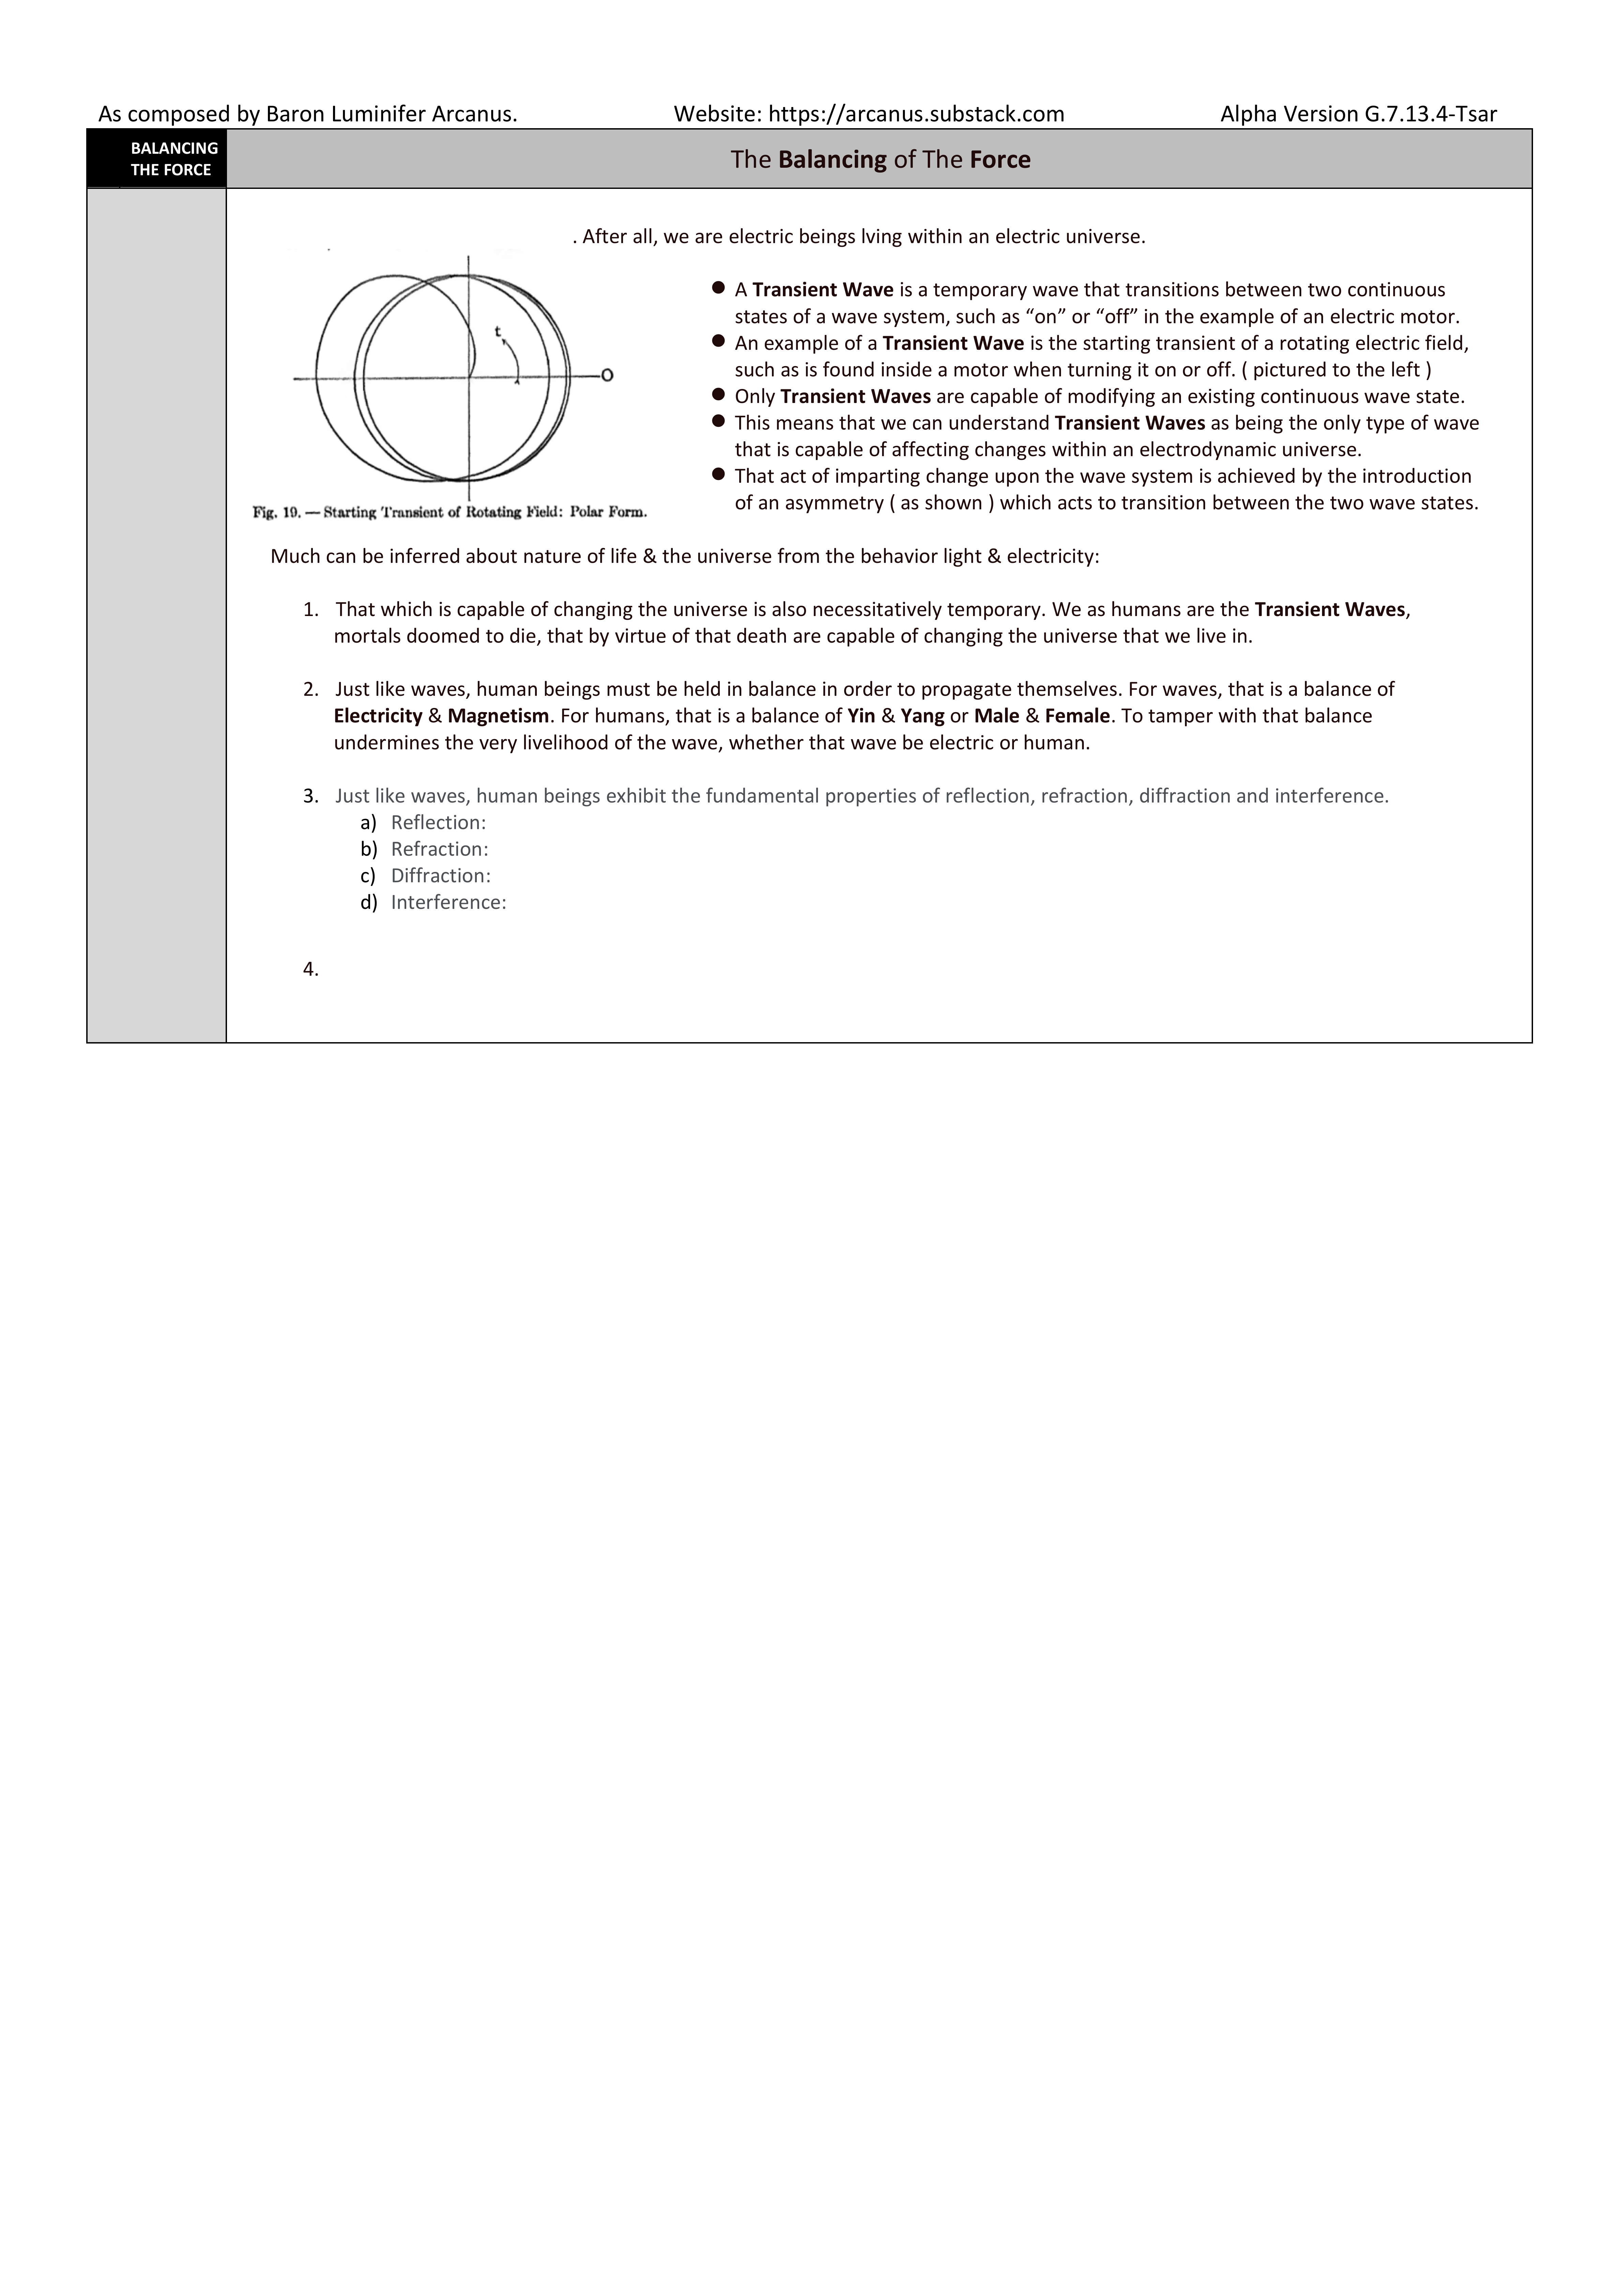 As composed by Baron Luminifer Arcanus. Website: https://arcanus.substack.com Alpha Version G.7.13.4-Tsar
BALANCING
THE FORCE
The Balancing of The Force
. After all, we are electric beings lving within an electric universe.
t
O
Fig. 19. — Starting Transient of Rotating Field: Polar Form.
● A Transient Wave is a temporary wave that transitions between two continuous
states of a wave system, such as “on” or “off” in the example of an electric motor.
● An example of a Transient Wave is the starting transient of a rotating electric field,
such as is found inside a motor when turning it on or off. ( pictured to the left )
● Only Transient Waves are capable of modifying an existing continuous wave state.
● This means that we can understand Transient Waves as being the only type of wave
that is capable of affecting changes within an electrodynamic universe.
● That act of imparting change upon the wave system is achieved by the introduction
of an asymmetry ( as shown ) which acts to transition between the two wave states.
Much can be inferred about nature of life & the universe from the behavior light & electricity:
1. That which is capable of changing the universe is also necessitatively temporary. We as humans are the Transient Waves,
mortals doomed to die, that by virtue of that death are capable of changing the universe that we live in.
2. Just like waves, human beings must be held in balance in order to propagate themselves. For waves, that is a balance of
Electricity & Magnetism. For humans, that is a balance of Yin & Yang or Male & Female. To tamper with that balance
undermines the very livelihood of the wave, whether that wave be electric or human.
3. Just like waves, human beings exhibit the fundamental properties of reflection, refraction, diffraction and interference.
a) Reflection:
b) Refraction:
c) Diffraction:
d) Interference:
4.